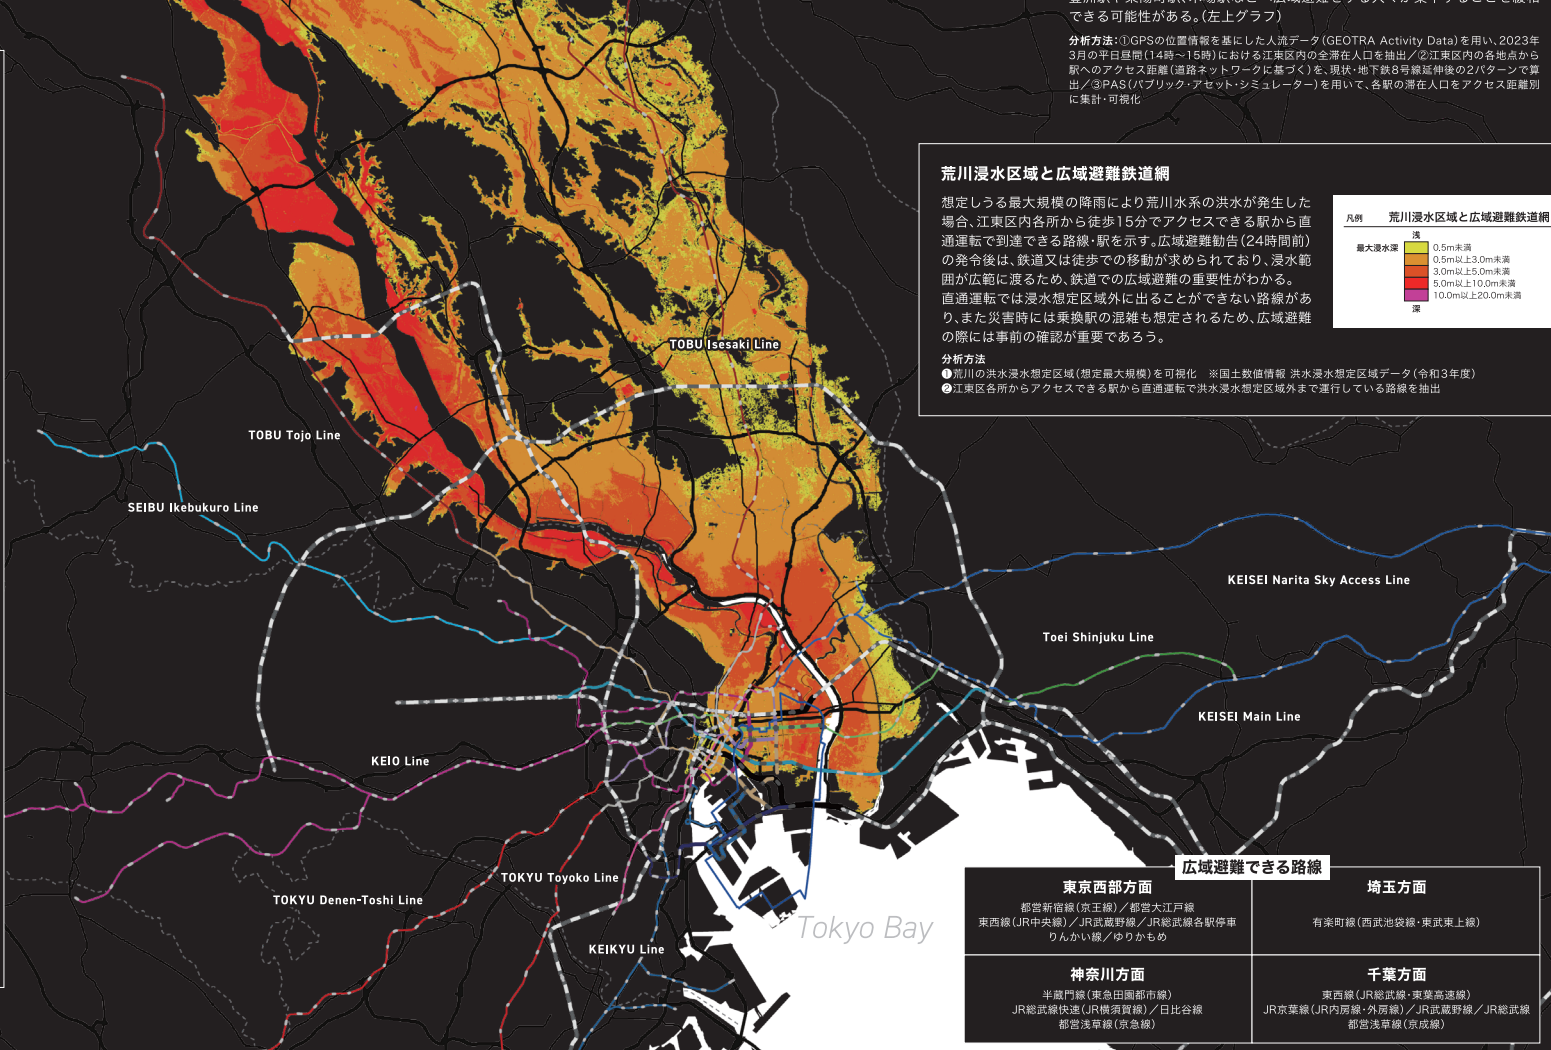 できる可能性がある。(左上グラフ)
分析方法:①GPSの位置情報を基にした人流データ(GEOTRA Activity Data)を用い、2023年
3月の平日昼間(14時〜15時)における江東区内の全滞在人口を抽出/②江東区内の各地点から
駅へのアクセス距離(道路ネットワークに基づく)を、現状・地下鉄8号線延伸後の2パターンで算
出/③PAS(パブリック・アセット・シミュレーター)を用いて、各駅の滞在人口をアクセス距離別
に集計・可視化
荒川浸水区域と広域避難鉄道網
想定しうる最大規模の降雨により荒川水系の洪水が発生した
場合、江東区内各所から徒歩15分でアクセスできる駅から直
通運転で到達できる路線・駅を示す。広域避難勧告(24時間前)
の発令後は、鉄道又は徒歩での移動が求められており、浸水範
囲が広範に渡るため、鉄道での広域避難の重要性がわかる。
直通運転では浸水想定区域外に出ることができない路線があ
り、また災害時には乗換駅の混雑も想定されるため、広域避難
の際には事前の確認が重要であろう。
分析方法
❶荒川の洪水浸水想定区域(想定最大規模)を可視化 ※国土数値情報 洪水浸水想定区域データ(令和3年度)
❷江東区各所からアクセスできる駅から直通運転で洪水浸水想定区域外まで運行している路線を抽出
凡例 荒川浸水区域と広域避難鉄道網
浅
最大浸水深 0.5m未満
0.5m以上3.0m未満
3.0m以上5.0m未満
5.0m以上10.0m未満
10.0m以上20.0m未満
深
TOBU Isesaki Line
TOBU Tojo Line
SEIBU Ikebukuro Line
KEISEI Narita Sky Access Line
Toei Shinjuku Line
KEISEI Main Line
KEIO Line
TOKYU Toyoko Line
TOKYU Denen-Toshi Line
KEIKYU Line
Tokyo Bay
広域避難できる路線
東京西部方面
都営新宿線(京王線)/都営大江戸線
東西線(JR中央線)/JR武蔵野線/JR総武線各駅停車
りんかい線/ゆりかもめ
埼玉方面
有楽町線(西武池袋線・東武東上線)
神奈川方面
半蔵門線(東急田園都市線)
JR総武線快速(JR横須賀線)/日比谷線
都営浅草線(京急線)
千葉方面
東西線(JR総武線・東葉高速線)
JR京葉線(JR内房線・外房線)/JR武蔵野線/JR総武線
都営浅草線(京成線)